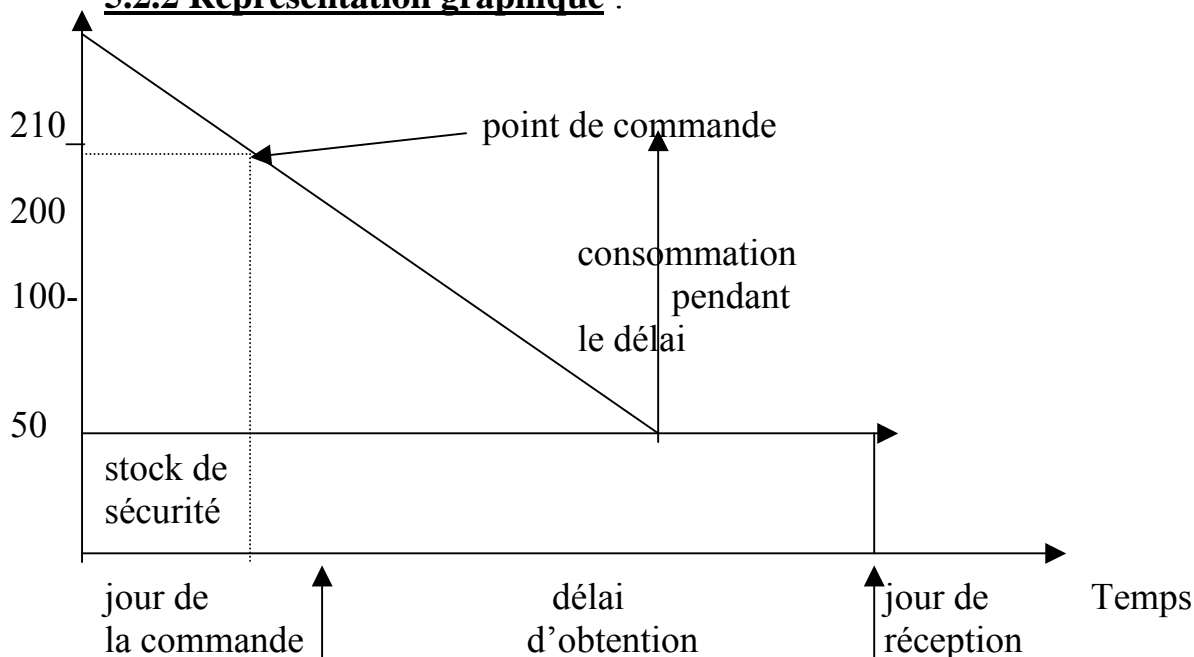 3.2.2 Représentation graphique :
210
point de commande
200
consommation
100-
pendant
le délai
50
stock de
sécurité
jour de
la commande
délai
d'obtention
jour de
réception
Temps